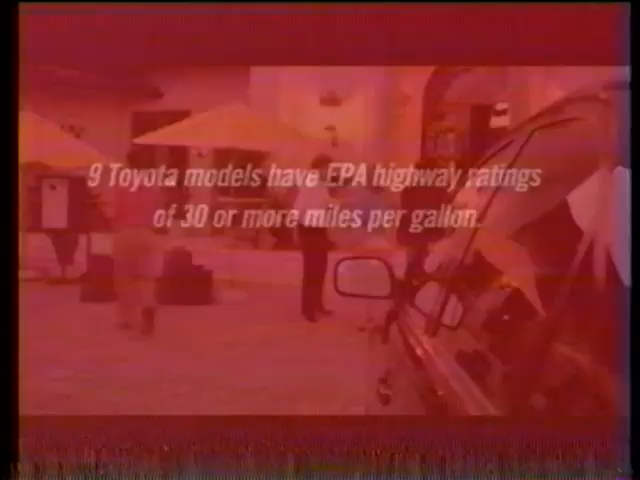 9 Toyota models have EPA highway ratings
of 30 or more miles per gallon.